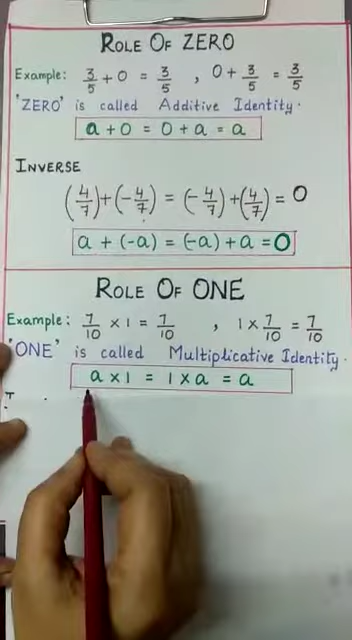 ROLE OF ZERO
Example: 3/5 + 0 = 3/5 , 0 + 3/5 = 3/5
'ZERO' is called Additive Identity.
a + 0 = 0 + a = a
INVERSE
(4/7) + (-4/7) = (-4/7) + (4/7) = 0
a + (-a) = (-a) + a = 0
ROLE OF ONE
Example: 7/10 × 1 = 7/10 , 1 × 7/10 = 7/10
'ONE' is called Multiplicative Identity.
a × 1 = 1 × a = a